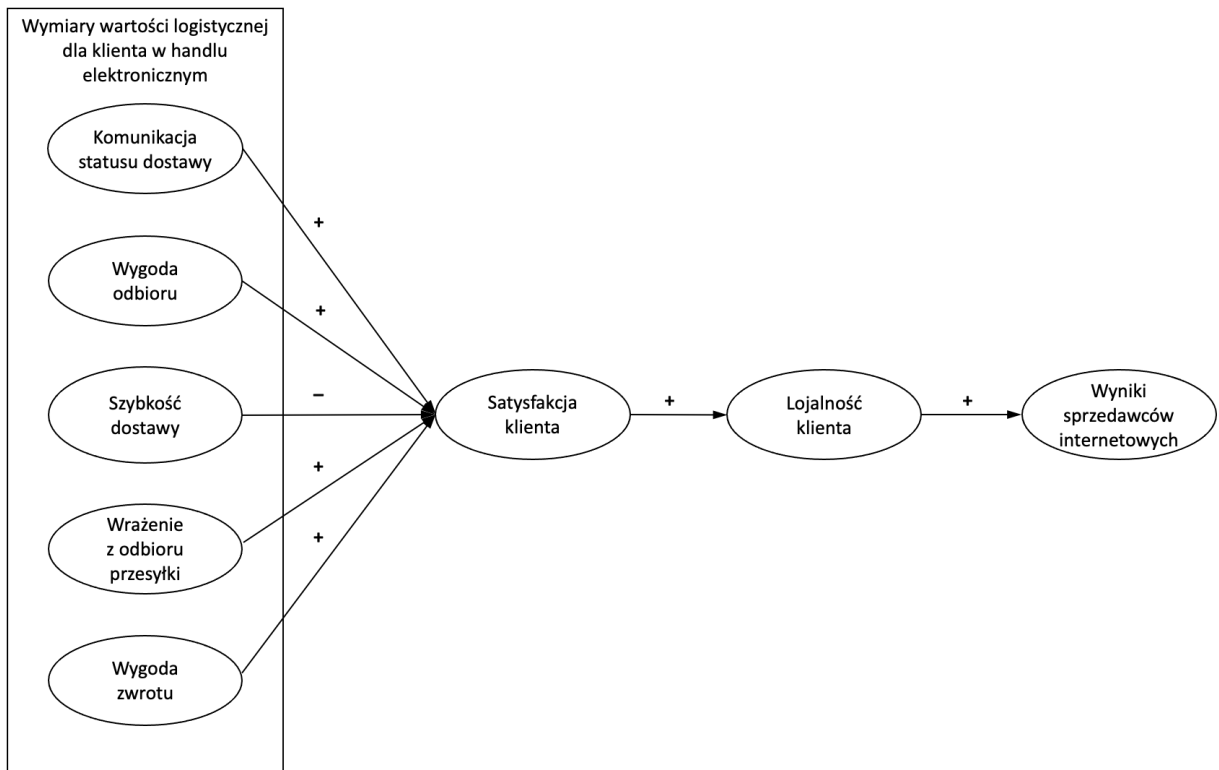 Wymiary wartości logistycznej
dla klienta w handlu
elektronicznym
Komunikacja
statusu dostawy
+
Wygoda
odbioru
+
Szybkość
dostawy
–
Satysfakcja
klienta
+
Lojalność
klienta
+
Wyniki
sprzedawców
internetowych
+
Wrażenie
z odbioru
przesyłki
+
Wygoda
zwrotu